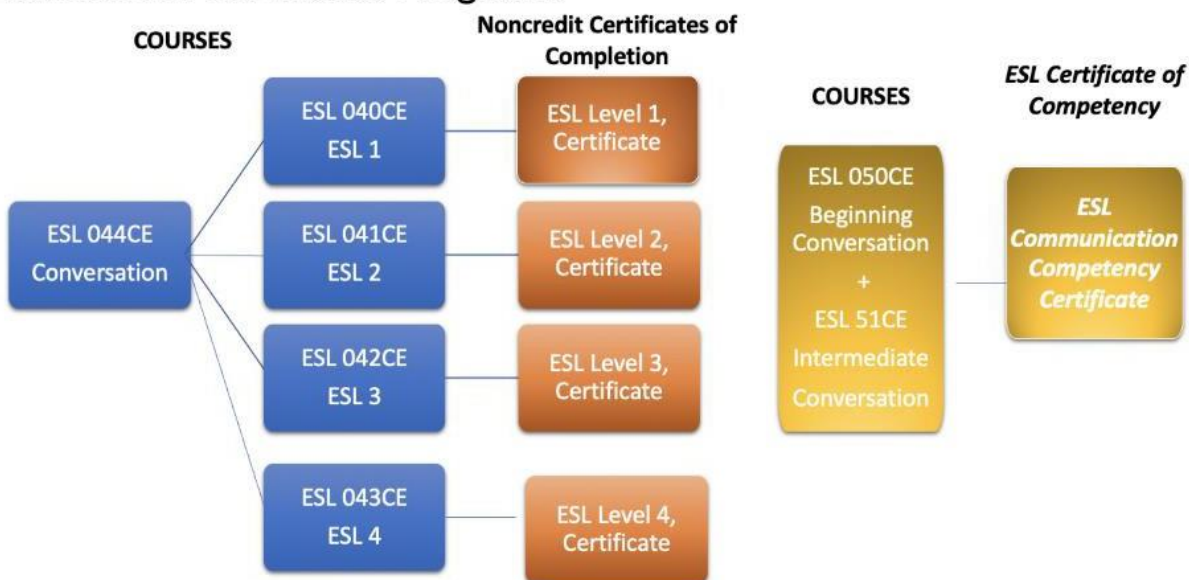 COURSES
Noncredit Certificates of
Completion
ESL 044CE
Conversation
ESL 040CE
ESL 1
ESL Level 1,
Certificate
ESL 041CE
ESL 2
ESL Level 2,
Certificate
ESL 042CE
ESL 3
ESL Level 3,
Certificate
ESL 043CE
ESL 4
ESL Level 4,
Certificate
COURSES
ESL Certificate of
Competency
ESL 050CE
Beginning
Conversation
+
ESL 51CE
Intermediate
Conversation
ESL
Communication
Competency
Certificate